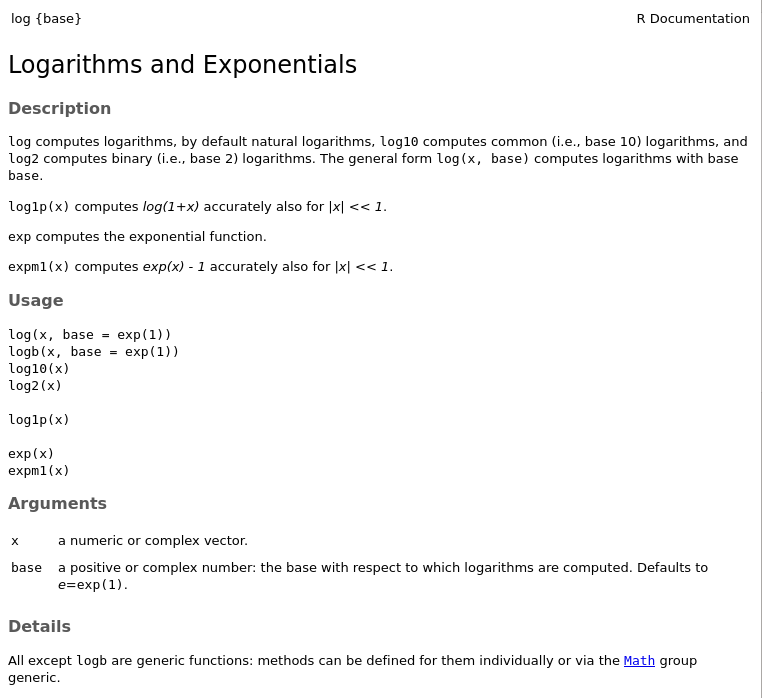 log {base} R Documentation
Logarithms and Exponentials
Description
log computes logarithms, by default natural logarithms, log10 computes common (i.e., base 10) logarithms, and
log2 computes binary (i.e., base 2) logarithms. The general form log(x, base) computes logarithms with base
base.
log1p(x) computes log(1+x) accurately also for |x| << 1.
exp computes the exponential function.
expm1(x) computes exp(x) - 1 accurately also for |x| << 1.
Usage
log(x, base = exp(1))
logb(x, base = exp(1))
log10(x)
log2(x)
log1p(x)
exp(x)
expm1(x)
Arguments
x a numeric or complex vector.
base a positive or complex number: the base with respect to which logarithms are computed. Defaults to
e=exp(1).
Details
All except logb are generic functions: methods can be defined for them individually or via the Math group
generic.